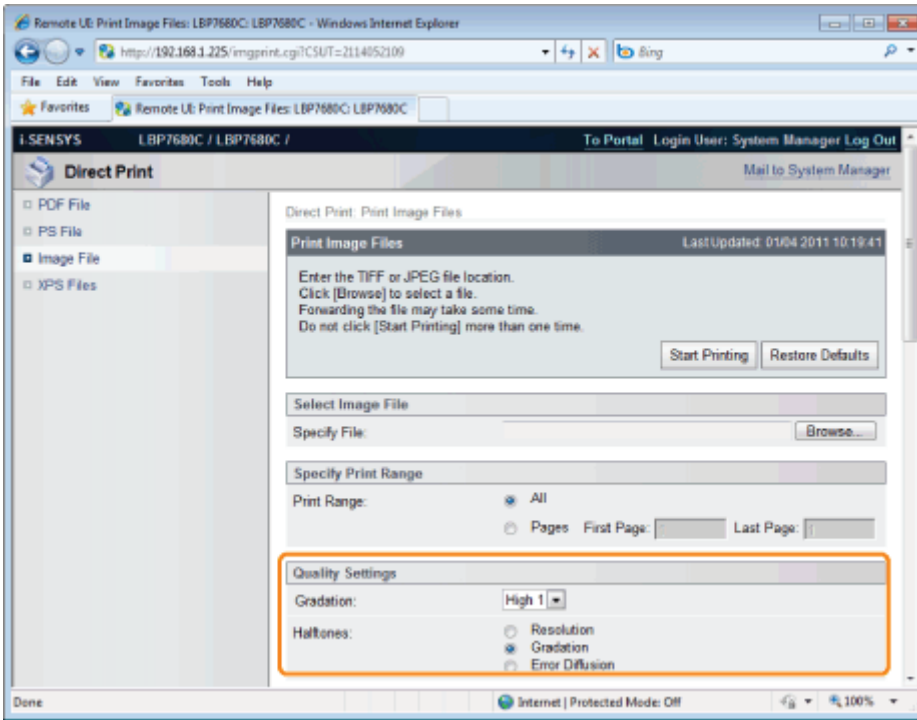 Remote UI: Print Image Files: LBP7680C: LBP7680C - Windows Internet Explorer
http://192.168.1.225/imgprint.cgi?CSUT=2114052109
Bing
File Edit View Favorites Tools Help
Favorites Remote UI: Print Image Files: LBP7680C: LBP7680C
i-SENSYS LBP7680C / LBP7680C / To Portal Login User: System Manager Log Out
Direct Print Mail to System Manager
PDF File
PS File
Image File
XPS Files
Direct Print: Print Image Files
Print Image Files Last Updated: 01/04 2011 10:19:41
Enter the TIFF or JPEG file location.
Click [Browse] to select a file.
Forwarding the file may take some time.
Do not click [Start Printing] more than one time.
Start Printing Restore Defaults
Select Image File
Specify File: Browse...
Specify Print Range
Print Range: All
Pages First Page: Last Page:
Quality Settings
Gradation: High 1
Halftones: Resolution
Gradation
Error Diffusion
Done Internet | Protected Mode: Off 100%